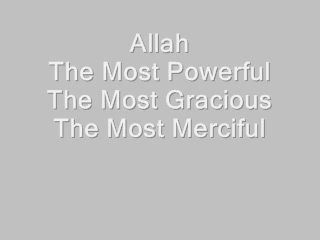 Allah
The Most Powerful
The Most Gracious
The Most Merciful